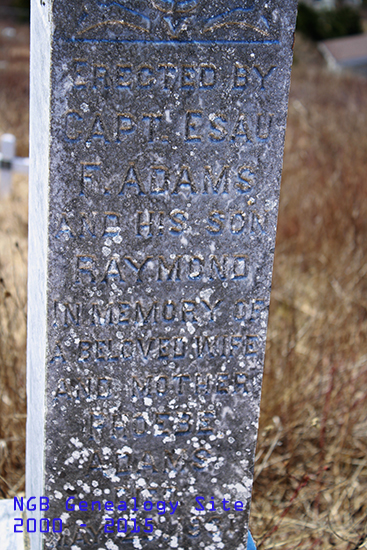 ERECTED BY
CAPT. ESAU
F. ADAMS
AND HIS SON
RAYMOND
IN MEMORY OF
A BELOVED WIFE
AND MOTHER
PHOEBE
ADAMS
NGB Genealogy Site
2000 - 2015